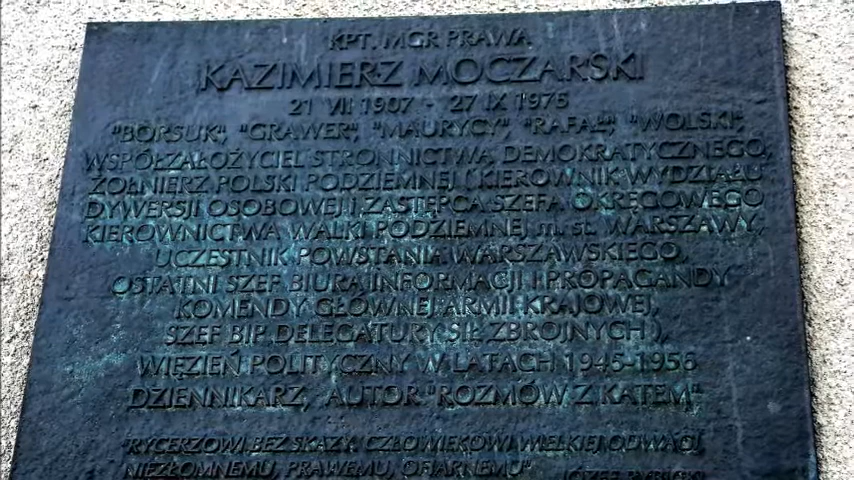 KPT. MGR PRAWA
KAZIMIERZ MOCZARSKI
21 VII 1907 - 27 IX 1975
"BORSUK", "GRAWER", "MAURYCY", "RAFAŁ", "WOLSKI",
WSPÓŁZAŁOŻYCIEL STRONNICTWA DEMOKRATYCZNEGO,
ŻOŁNIERZ POLSKI PODZIEMNEJ (KIEROWNIK WYDZIAŁU
DYWERSJI OSOBOWEJ I ZASTĘPCA SZEFA OKRĘGOWEGO
KIEROWNICTWA WALKI PODZIEMNEJ m. st. WARSZAWY,
UCZESTNIK POWSTANIA WARSZAWSKIEGO,
OSTATNI SZEF BIURA INFORMACJI I PROPAGANDY
KOMENDY GŁÓWNEJ ARMII KRAJOWEJ,
SZEF BIP DELEGATURY SIŁ ZBROJNYCH),
WIĘZIEŃ POLITYCZNY W LATACH 1945-1956
DZIENNIKARZ, AUTOR "ROZMÓW Z KATEM"
"RYCERZOWI BEZ SKAZY, CZŁOWIEKOWI WIELKIEJ ODWAGI,
NIEZŁOMNEMU, PRAWEMU, OFIARNEMU" JÓZEF